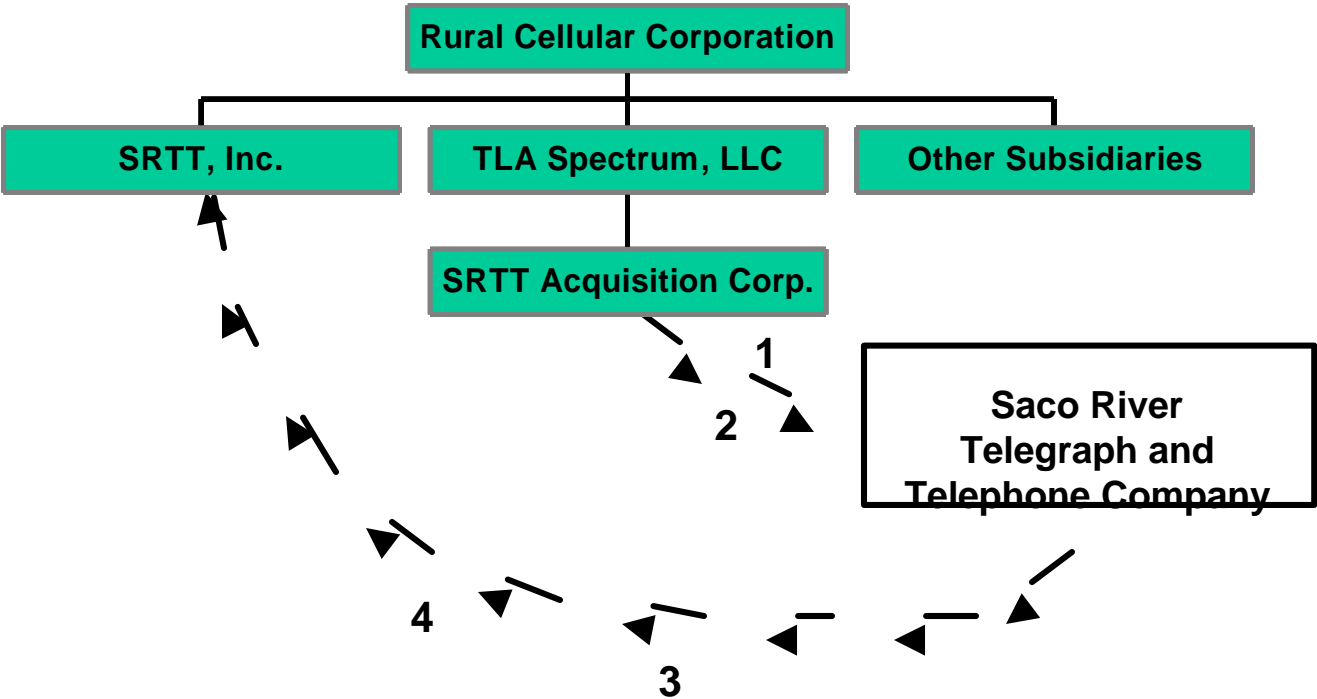 Rural Cellular Corporation
SRTT, Inc.
TLA Spectrum, LLC
Other Subsidiaries
SRTT Acquisition Corp.
1
2
Saco River
Telegraph and
Telephone Company
4
3